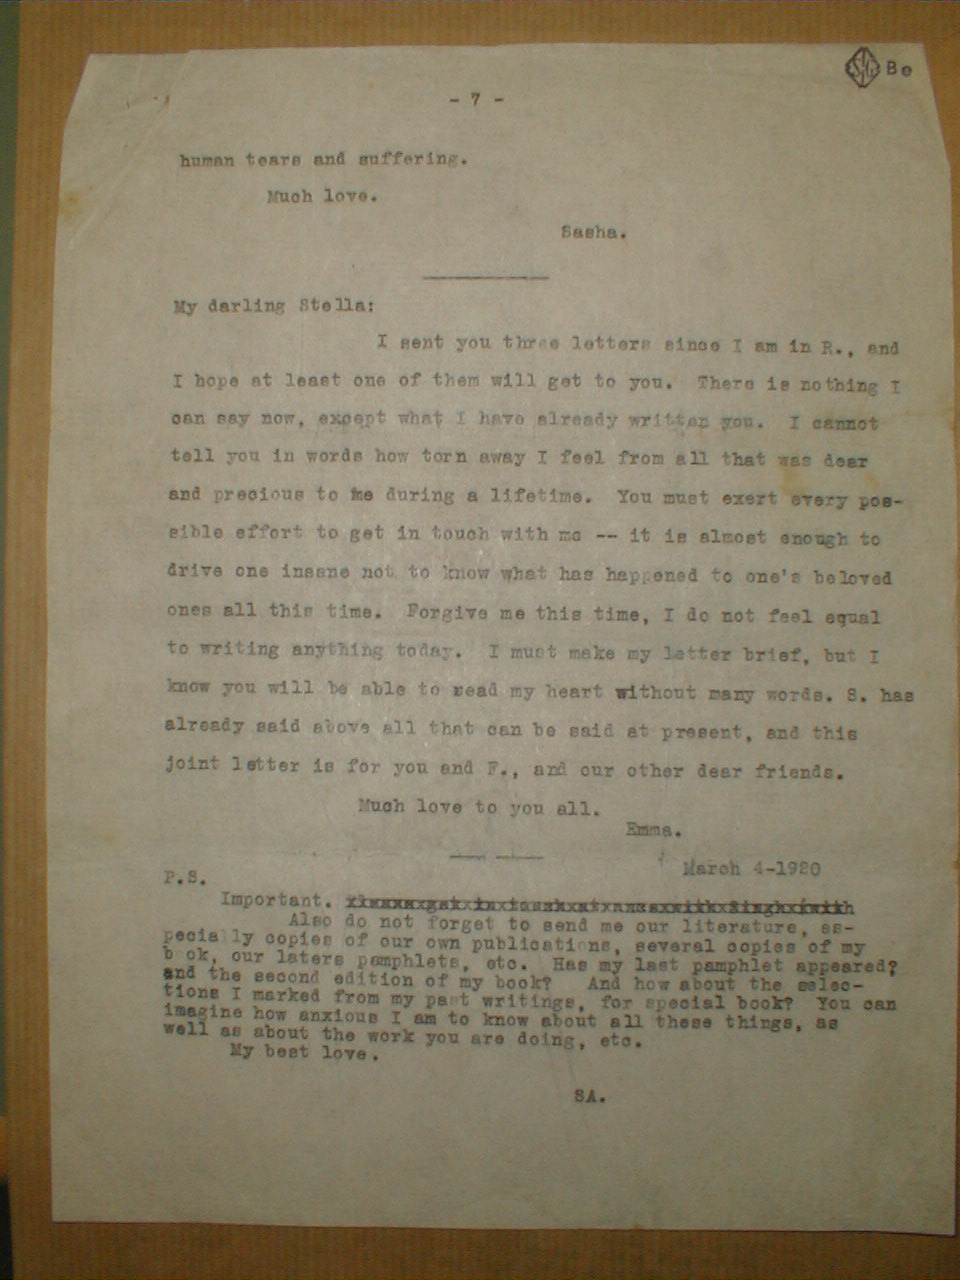 Be
- 7 -
human tears and suffering.
Much love.
Sasha.
My darling Stella:
I sent you three letters since I am in R., and
I hope at least one of them will get to you. There is nothing I
can say now, except what I have already written you. I cannot
tell you in words how torn away I feel from all that was dear
and precious to me during a lifetime. You must exert every pos-
sible effort to get in touch with me -- it is almost enough to
drive one insane not to know what has happened to one's beloved
ones all this time. Forgive me this time, I do not feel equal
to writing anything today. I must make my letter brief, but I
know you will be able to read my heart without many words. S. has
already said above all that can be said at present, and this
joint letter is for you and F., and our other dear friends.
Much love to you all.
Emma.
March 4-1920
P.S.
Important.
Also do not forget to send me our literature, es-
pecially copies of our own publications, several copies of my
book, our laters pamphlets, etc. Has my last pamphlet appeared?
and the second edition of my book? And how about the selec-
tions I marked from my past writings, for special book? You can
imagine how anxious I am to know about all these things, as
well as about the work you are doing, etc.
My best love.
SA.